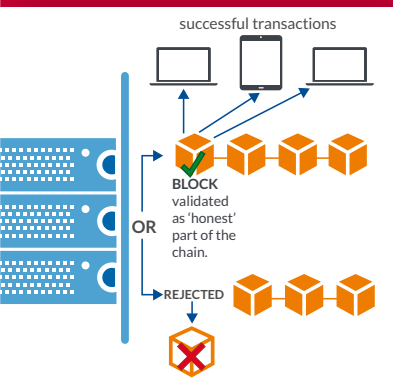 successful transactions
BLOCK
validated
as ‘honest’
part of the
chain.
OR
REJECTED